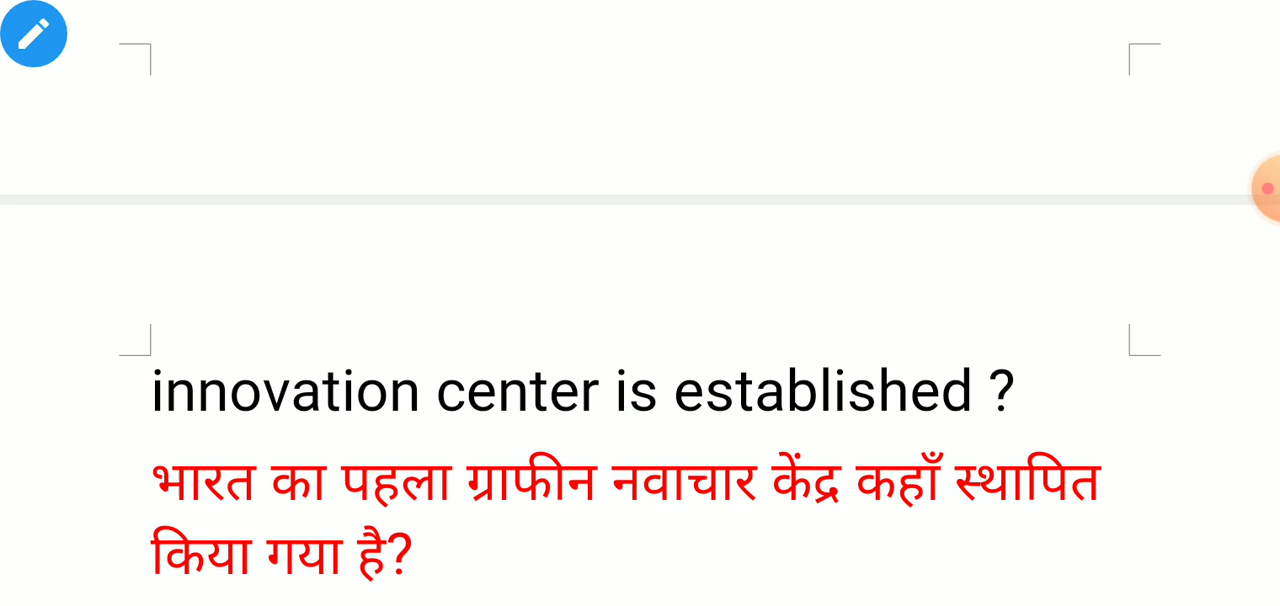 innovation center is established ?
भारत का पहला ग्राफीन नवाचार केंद्र कहाँ स्थापित
किया गया है?